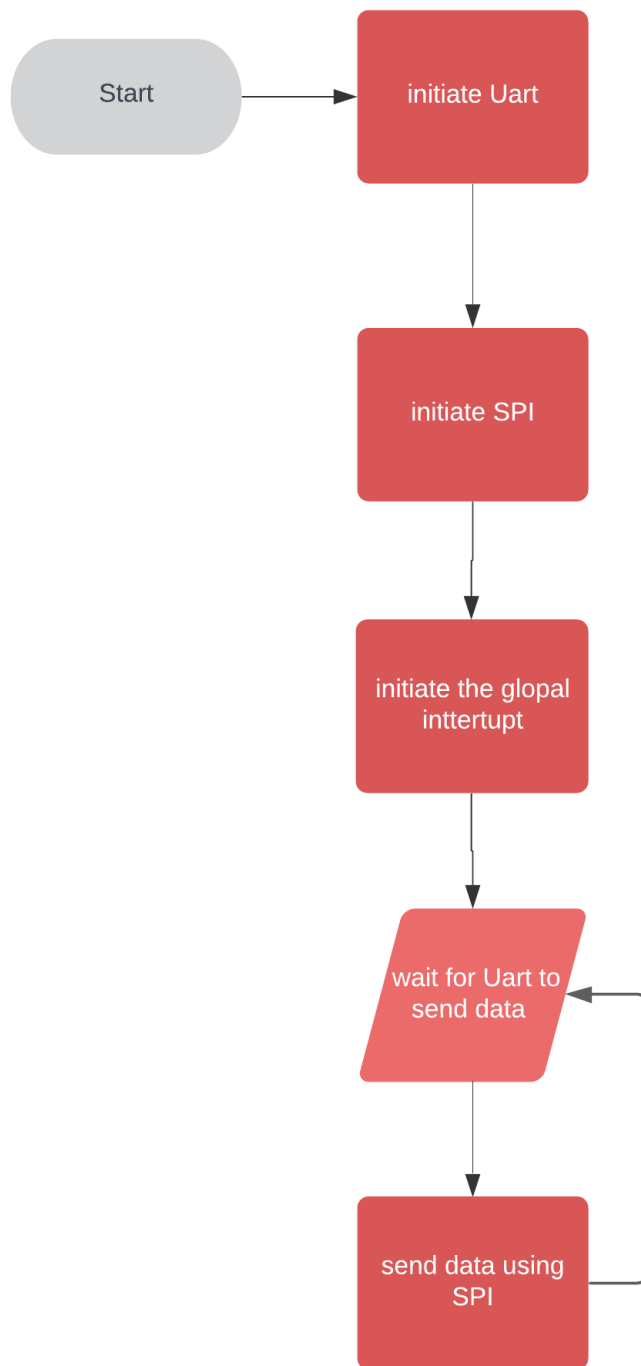 Start
initiate Uart
initiate SPI
initiate the glopal
inttertupt
wait for Uart to
send data
send data using
SPI